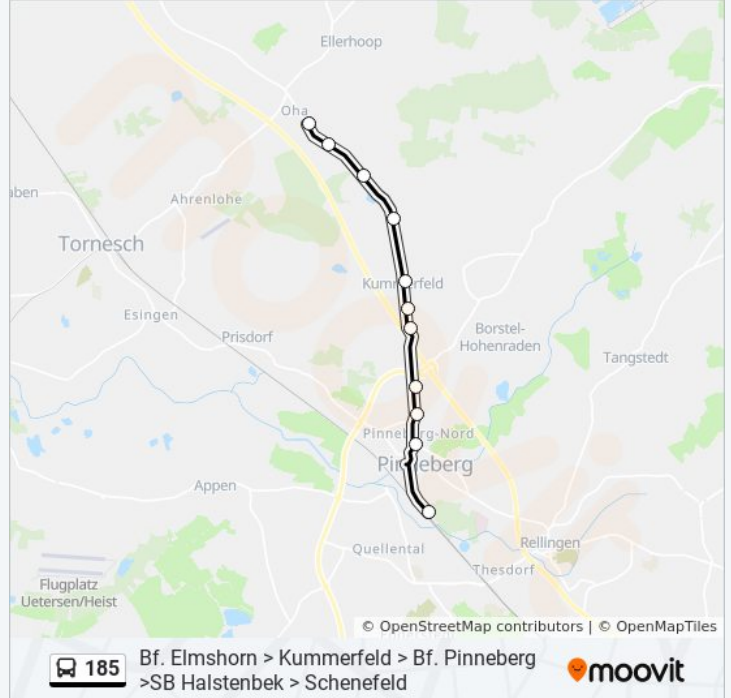 Ellerhoop
Oha
aben
Ahrenlohe
Tornesch
Kummerfeld
Esingen
Prisdorf
Borstel-
Hohenraden
Tangstedt
Pinneberg-Nord
Pinneberg
Appen
Quellental
Rellingen
Thesdorf
Flugplatz
Uetersen/Heist
© OpenStreetMap contributors | © OpenMapTiles
185
Bf. Elmshorn > Kummerfeld > Bf. Pinneberg
>SB Halstenbek > Schenefeld
moovit